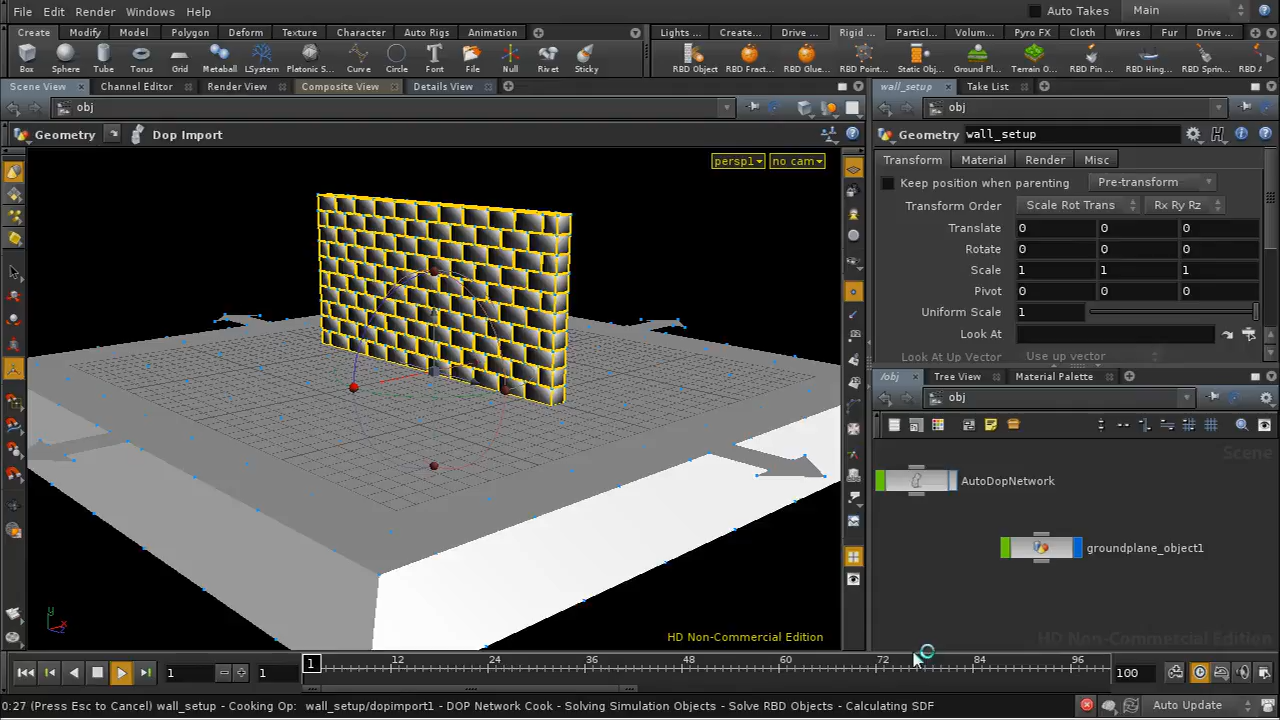 File Edit Render Windows Help Auto Takes Main
Create Modify Model Polygon Deform Texture Character Auto Rigs Animation Lights ... Create... Drive ... Rigid ... Particl... Volum... Pyro FX Cloth Wires Fur Drive ...
Box Sphere Tube Torus Grid Metaball LSystem Platonic S... Curve Circle Font File Null Rivet Sticky RBD Object RBD Fract... RBD Glue... RBD Point... Static Obj... Ground Pl... Terrain O... RBD Pin ... RBD Hing... RBD Sprin... RBD A
Scene View Channel Editor Render View Composite View Details View wall_setup Take List
obj obj
Geometry Dop Import Geometry wall_setup
persp1 no cam
Transform Material Render Misc
Keep position when parenting Pre-transform
Transform Order Scale Rot Trans Rx Ry Rz
Translate 0 0 0
Rotate 0 0 0
Scale 1 1 1
Pivot 0 0 0
Uniform Scale 1
Look At
Look At Up Vector Use up vector
/obj Tree View Material Palette
obj
Scene
AutoDopNetwork
groundplane_object1
y x z
HD Non-Commercial Edition HD Non-Commercial Edition
1 1 1 12 24 36 48 60 72 84 96 100
0:27 (Press Esc to Cancel) wall_setup - Cooking Op: wall_setup/dopimport1 - DOP Network Cook - Solving Simulation Objects - Solve RBD Objects - Calculating SDF Auto Update